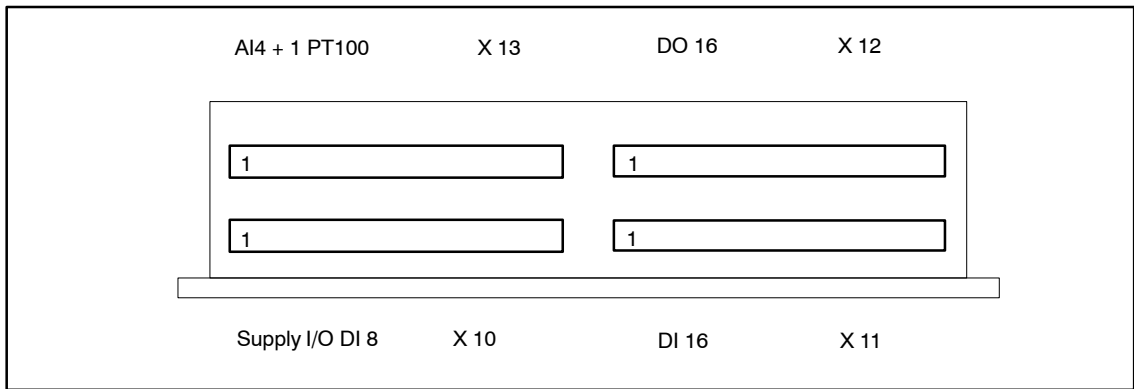 AI4 + 1 PT100 X 13 DO 16 X 12
1 1
1 1
Supply I/O DI 8 X 10 DI 16 X 11